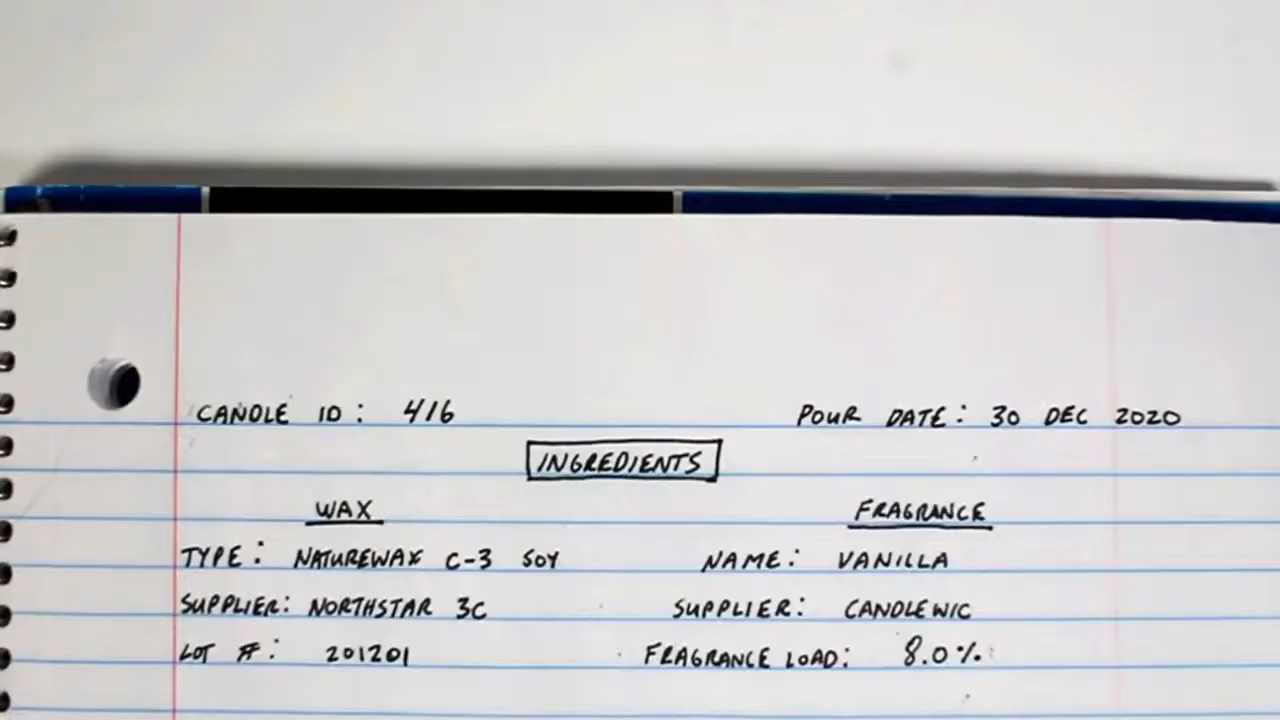 CANDLE ID: 416 POUR DATE: 30 DEC 2020
INGREDIENTS
WAX FRAGRANCE
TYPE: NATUREWAX C-3 SOY NAME: VANILLA
SUPPLIER: NORTHSTAR 3C SUPPLIER: CANDLEWIC
LOT #: 201201 FRAGRANCE LOAD: 8.0%